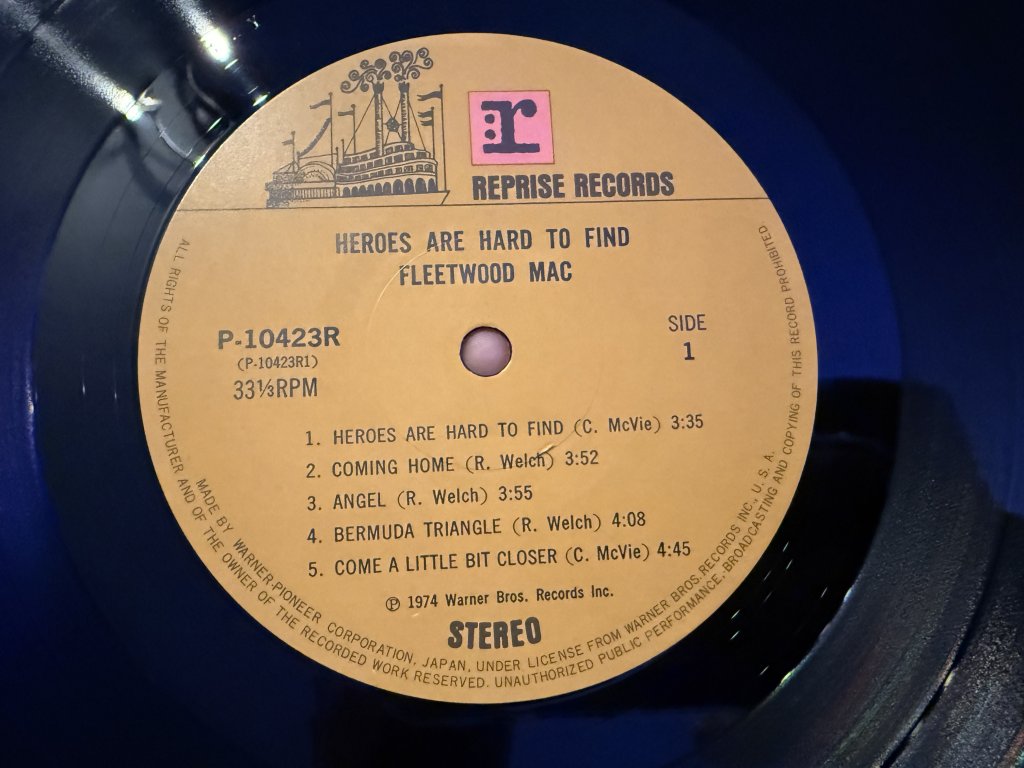 r
REPRISE RECORDS
HEROES ARE HARD TO FIND
FLEETWOOD MAC
P-10423R
(P-10423R1)
33⅓RPM
SIDE
1
1. HEROES ARE HARD TO FIND (C. McVie) 3:35
2. COMING HOME (R. Welch) 3:52
3. ANGEL (R. Welch) 3:55
4. BERMUDA TRIANGLE (R. Welch) 4:08
5. COME A LITTLE BIT CLOSER (C. McVie) 4:45
℗ 1974 Warner Bros. Records Inc.
STEREO
MADE BY WARNER-PIONEER CORPORATION, JAPAN, UNDER LICENSE FROM WARNER BROS. RECORDS INC., U. S. A.
ALL RIGHTS OF THE MANUFACTURER AND OF THE OWNER OF THE RECORDED WORK RESERVED. UNAUTHORIZED PUBLIC PERFORMANCE, BROADCASTING AND COPYING OF THIS RECORD PROHIBITED